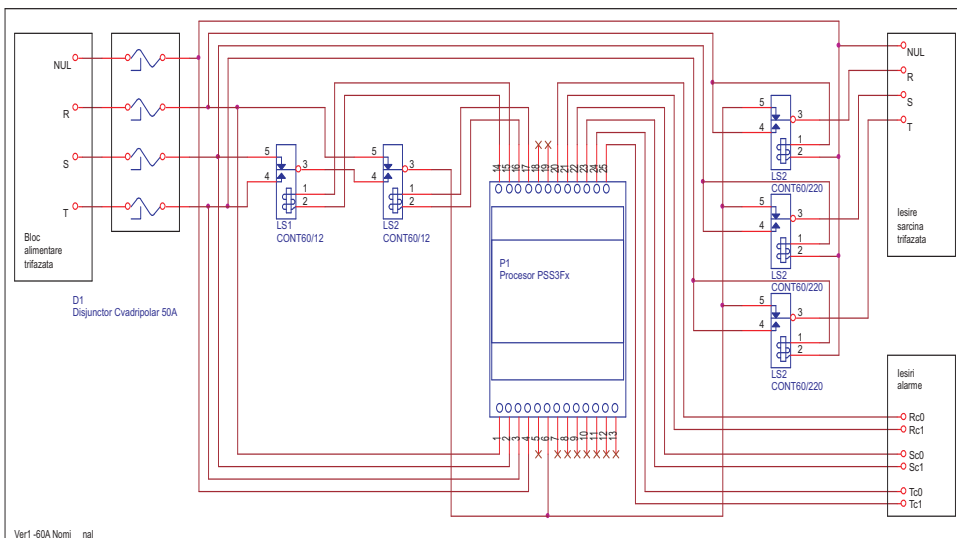 NUL
R
S
T
Bloc
alimentare
trifazata
D1
Disjunctor Cvadripolar 50A
5
4
3
1
2
LS1
CONT60/12
5
4
3
1
2
LS2
CONT60/12
14
15
16
17
18
19
20
21
22
23
24
25
P1
Procesor PSS3Fx
1
2
3
4
5
6
7
8
9
10
11
12
13
5
4
3
1
2
LS2
CONT60/220
5
4
3
1
2
LS2
CONT60/220
5
4
3
1
2
LS2
CONT60/220
NUL
R
S
T
Iesire
sarcina
trifazata
Iesiri
alarme
Rc0
Rc1
Sc0
Sc1
Tc0
Tc1
Ver1 -60A Nomi nal